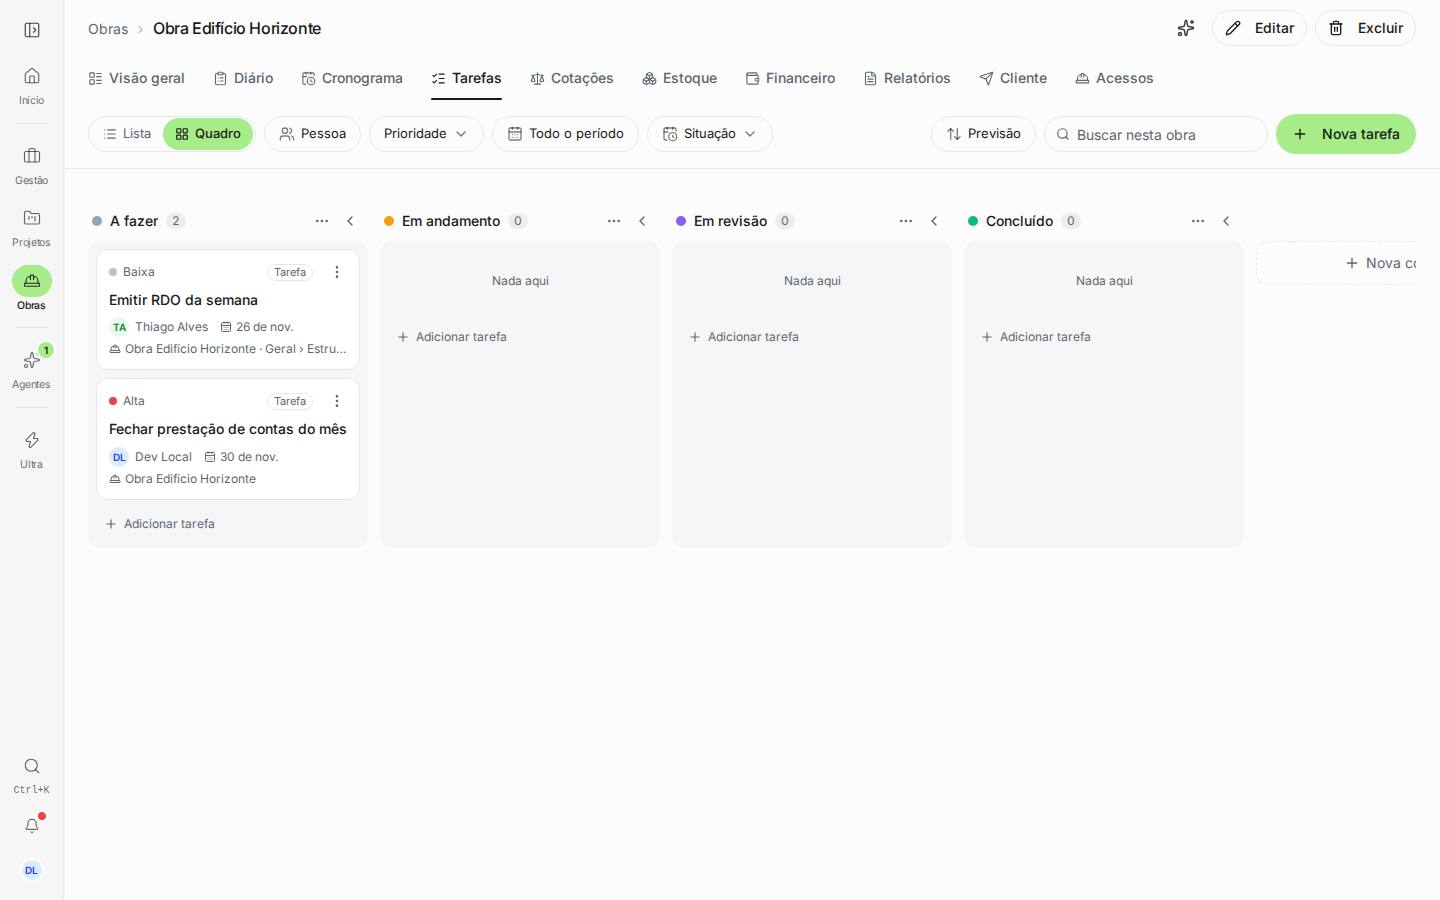 Obras › Obra Edifício Horizonte
Editar
Excluir
Visão geral
Diário
Cronograma
Tarefas
Cotações
Estoque
Financeiro
Relatórios
Cliente
Acessos
Lista
Quadro
Pessoa
Prioridade
Todo o período
Situação
Previsão
Buscar nesta obra
Nova tarefa
Início
Gestão
Projetos
Obras
1
Agentes
Ultra
Ctrl+K
DL
A fazer 2
Baixa
Tarefa
Emitir RDO da semana
TA Thiago Alves 26 de nov.
Obra Edifício Horizonte · Geral › Estru...
Alta
Tarefa
Fechar prestação de contas do mês
DL Dev Local 30 de nov.
Obra Edifício Horizonte
Adicionar tarefa
Em andamento 0
Nada aqui
Adicionar tarefa
Em revisão 0
Nada aqui
Adicionar tarefa
Concluído 0
Nada aqui
Adicionar tarefa
Nova